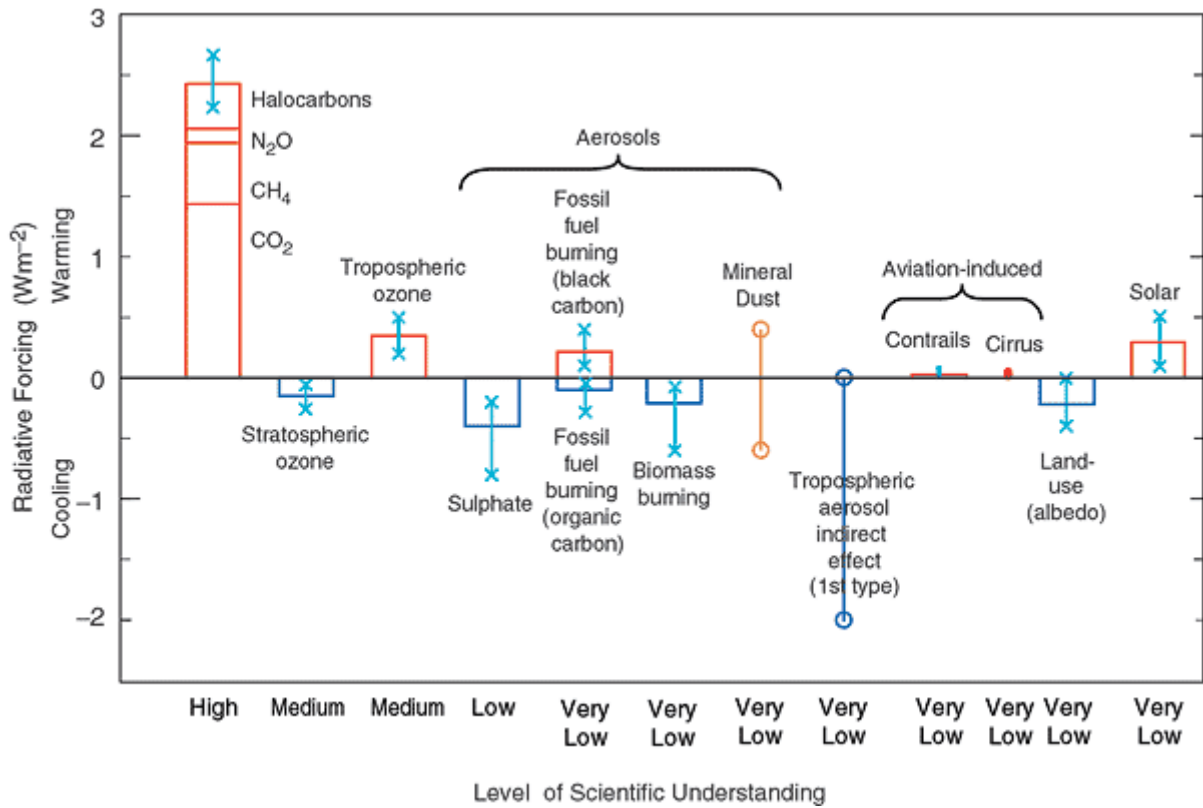 3
2
1
0
−1
−2
Radiative Forcing (Wm−2)
Cooling
Warming
Halocarbons
N2O
CH4
CO2
Stratospheric
ozone
Tropospheric
ozone
Aerosols
Sulphate
Fossil
fuel
burning
(black
carbon)
Fossil
fuel
burning
(organic
carbon)
Biomass
burning
Mineral
Dust
Tropospheric
aerosol
indirect
effect
(1st type)
Aviation-induced
Contrails
Cirrus
Land-
use
(albedo)
Solar
High
Medium
Medium
Low
Very
Low
Very
Low
Very
Low
Very
Low
Very
Low
Very
Low
Very
Low
Very
Low
Level of Scientific Understanding